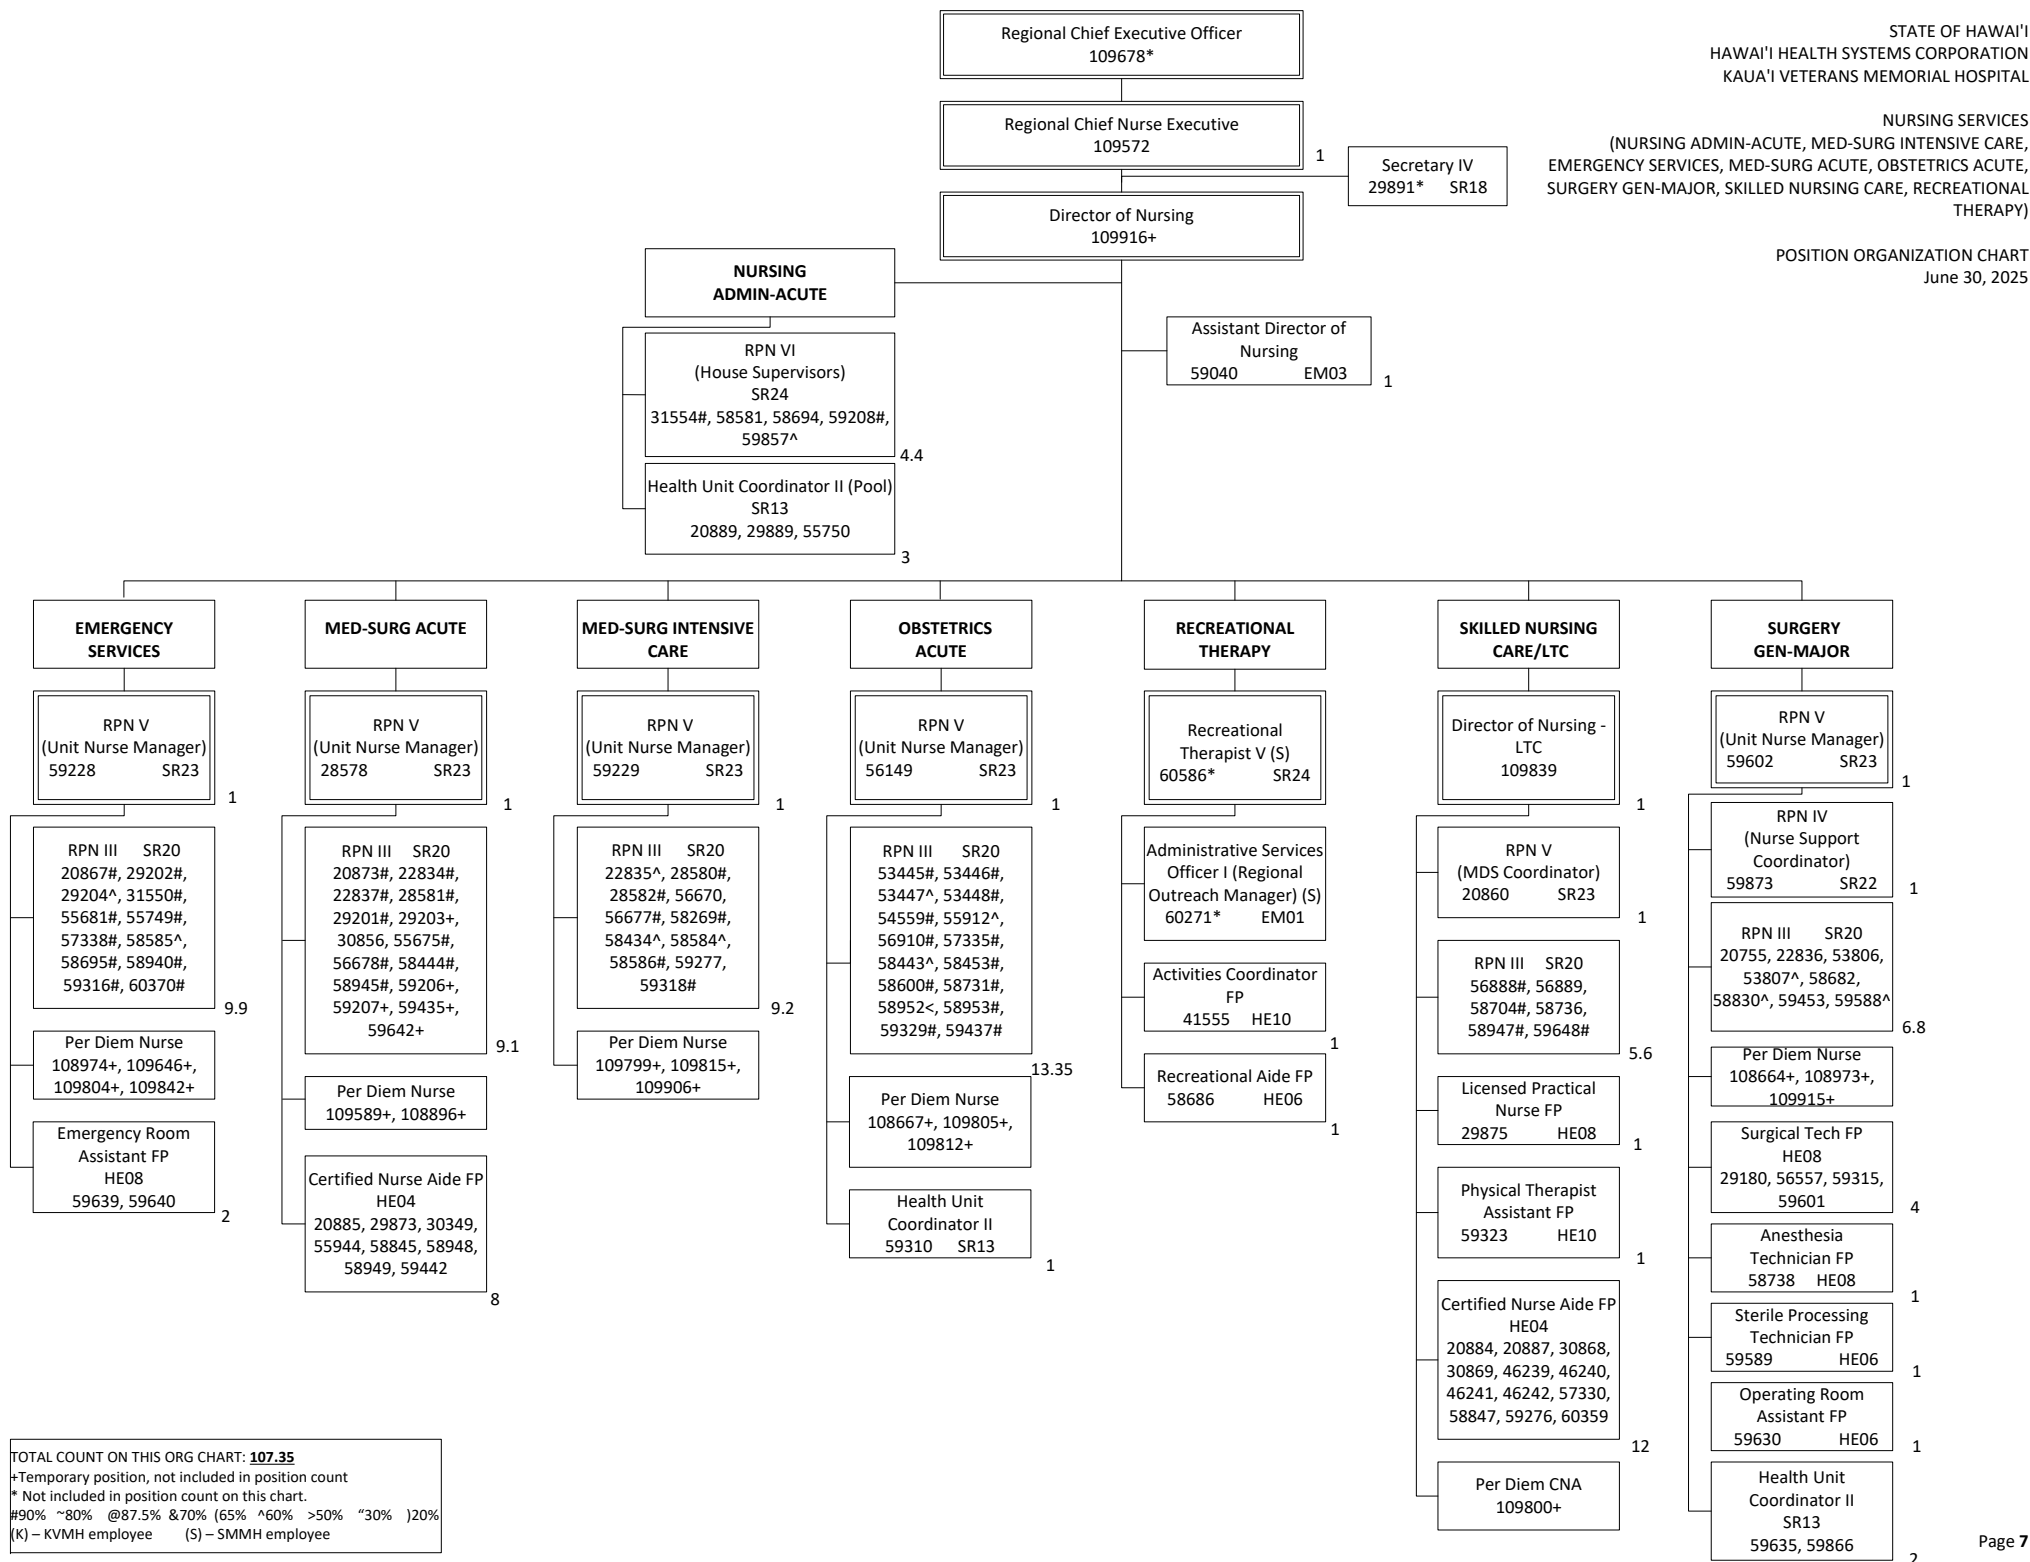 Regional Chief Executive Officer
109678*
STATE OF HAWAI'I
HAWAI'I HEALTH SYSTEMS CORPORATION
KAUA'I VETERANS MEMORIAL HOSPITAL
NURSING SERVICES
(NURSING ADMIN-ACUTE, MED-SURG INTENSIVE CARE,
EMERGENCY SERVICES, MED-SURG ACUTE, OBSTETRICS ACUTE,
SURGERY GEN-MAJOR, SKILLED NURSING CARE, RECREATIONAL
THERAPY)
POSITION ORGANIZATION CHART
June 30, 2025
Regional Chief Nurse Executive
109572
1
Secretary IV
29891* SR18
Director of Nursing
109916+
NURSING
ADMIN-ACUTE
Assistant Director of
Nursing
59040 EM03
1
RPN VI
(House Supervisors)
SR24
31554#, 58581, 58694, 59208#,
59857^
4.4
Health Unit Coordinator II (Pool)
SR13
20889, 29889, 55750
3
EMERGENCY
SERVICES
RPN V
(Unit Nurse Manager)
59228 SR23
1
RPN III SR20
20867#, 29202#,
29204^, 31550#,
55681#, 55749#,
57338#, 58585^,
58695#, 58940#,
59316#, 60370#
9.9
Per Diem Nurse
108974+, 109646+,
109804+, 109842+
Emergency Room
Assistant FP
HE08
59639, 59640
2
MED-SURG ACUTE
RPN V
(Unit Nurse Manager)
28578 SR23
1
RPN III SR20
20873#, 22834#,
22837#, 28581#,
29201#, 29203+,
30856, 55675#,
56678#, 58444#,
58945#, 59206+,
59207+, 59435+,
59642+
9.1
Per Diem Nurse
109589+, 108896+
Certified Nurse Aide FP
HE04
20885, 29873, 30349,
55944, 58845, 58948,
58949, 59442
8
MED-SURG INTENSIVE
CARE
RPN V
(Unit Nurse Manager)
59229 SR23
1
RPN III SR20
22835^, 28580#,
28582#, 56670,
56677#, 58269#,
58434^, 58584^,
58586#, 59277,
59318#
9.2
Per Diem Nurse
109799+, 109815+,
109906+
OBSTETRICS
ACUTE
RPN V
(Unit Nurse Manager)
56149 SR23
1
RPN III SR20
53445#, 53446#,
53447^, 53448#,
54559#, 55912^,
56910#, 57335#,
58443^, 58453#,
58600#, 58731#,
58952<, 58953#,
59329#, 59437#
13.35
Per Diem Nurse
108667+, 109805+,
109812+
Health Unit
Coordinator II
59310 SR13
1
RECREATIONAL
THERAPY
Recreational
Therapist V (S)
60586* SR24
Administrative Services
Officer I (Regional
Outreach Manager) (S)
60271* EM01
Activities Coordinator
FP
41555 HE10
1
Recreational Aide FP
58686 HE06
1
SKILLED NURSING
CARE/LTC
Director of Nursing -
LTC
109839
1
RPN V
(MDS Coordinator)
20860 SR23
1
RPN III SR20
56888#, 56889,
58704#, 58736,
58947#, 59648#
5.6
Licensed Practical
Nurse FP
29875 HE08
1
Physical Therapist
Assistant FP
59323 HE10
1
Certified Nurse Aide FP
HE04
20884, 20887, 30868,
30869, 46239, 46240,
46241, 46242, 57330,
58847, 59276, 60359
12
Per Diem CNA
109800+
SURGERY
GEN-MAJOR
RPN V
(Unit Nurse Manager)
59602 SR23
1
RPN IV
(Nurse Support
Coordinator)
59873 SR22
1
RPN III SR20
20755, 22836, 53806,
53807^, 58682,
58830^, 59453, 59588^
6.8
Per Diem Nurse
108664+, 108973+,
109915+
Surgical Tech FP
HE08
29180, 56557, 59315,
59601
4
Anesthesia
Technician FP
58738 HE08
1
Sterile Processing
Technician FP
59589 HE06
1
Operating Room
Assistant FP
59630 HE06
1
Health Unit
Coordinator II
SR13
59635, 59866
2
TOTAL COUNT ON THIS ORG CHART: 107.35
+Temporary position, not included in position count
* Not included in position count on this chart.
#90% ~80% @87.5% &70% (65% ^60% >50% “30% )20%
(K) – KVMH employee (S) – SMMH employee
Page 7